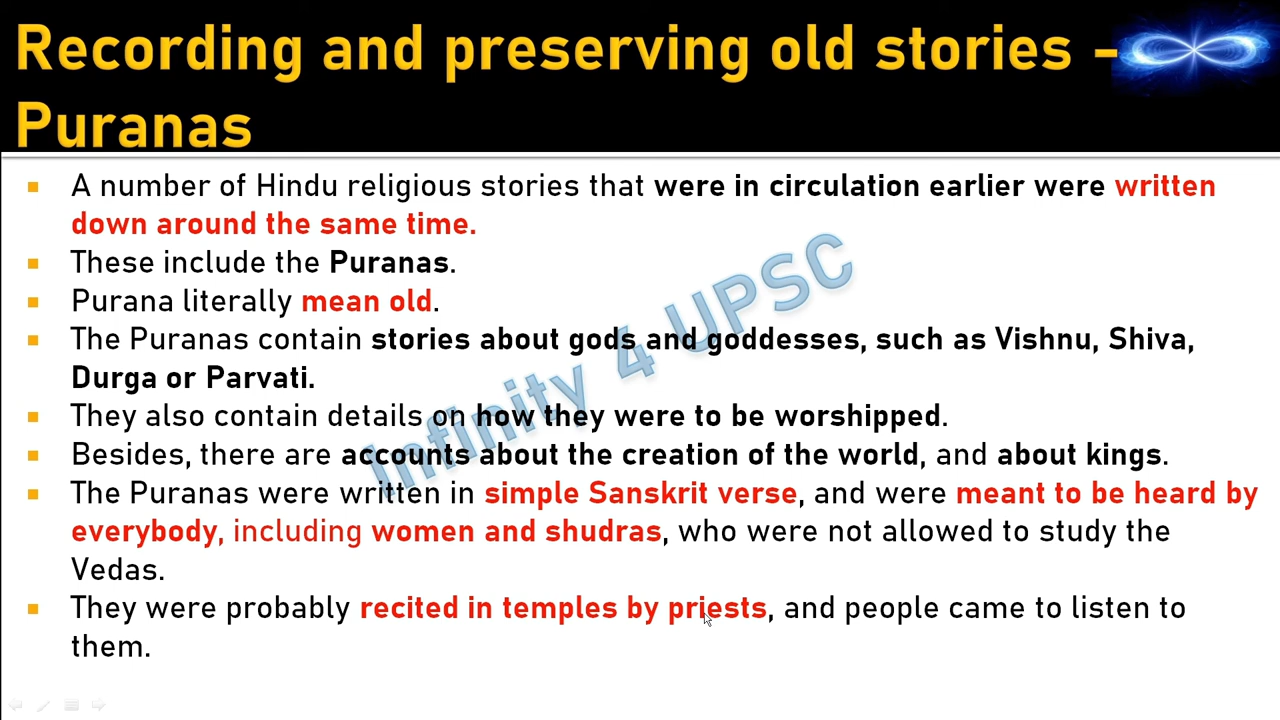 Recording and preserving old stories -
Puranas
A number of Hindu religious stories that were in circulation earlier were written
down around the same time.
These include the Puranas.
Purana literally mean old.
The Puranas contain stories about gods and goddesses, such as Vishnu, Shiva,
Durga or Parvati.
They also contain details on how they were to be worshipped.
Besides, there are accounts about the creation of the world, and about kings.
The Puranas were written in simple Sanskrit verse, and were meant to be heard by
everybody, including women and shudras, who were not allowed to study the
Vedas.
They were probably recited in temples by priests, and people came to listen to
them.
Infinity 4 UPSC